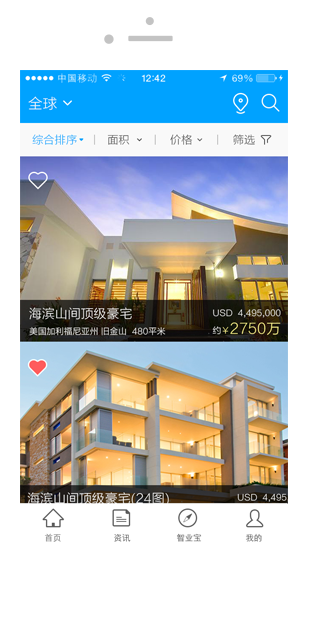 中国移动 12:42 69%
全球
综合排序 面积 价格 筛选
海滨山间顶级豪宅 USD 4,495,000
美国加利福尼亚州 旧金山 480平米 约¥2750万
海滨山间顶级豪宅(24图) USD 4,495
首页 资讯 智业宝 我的